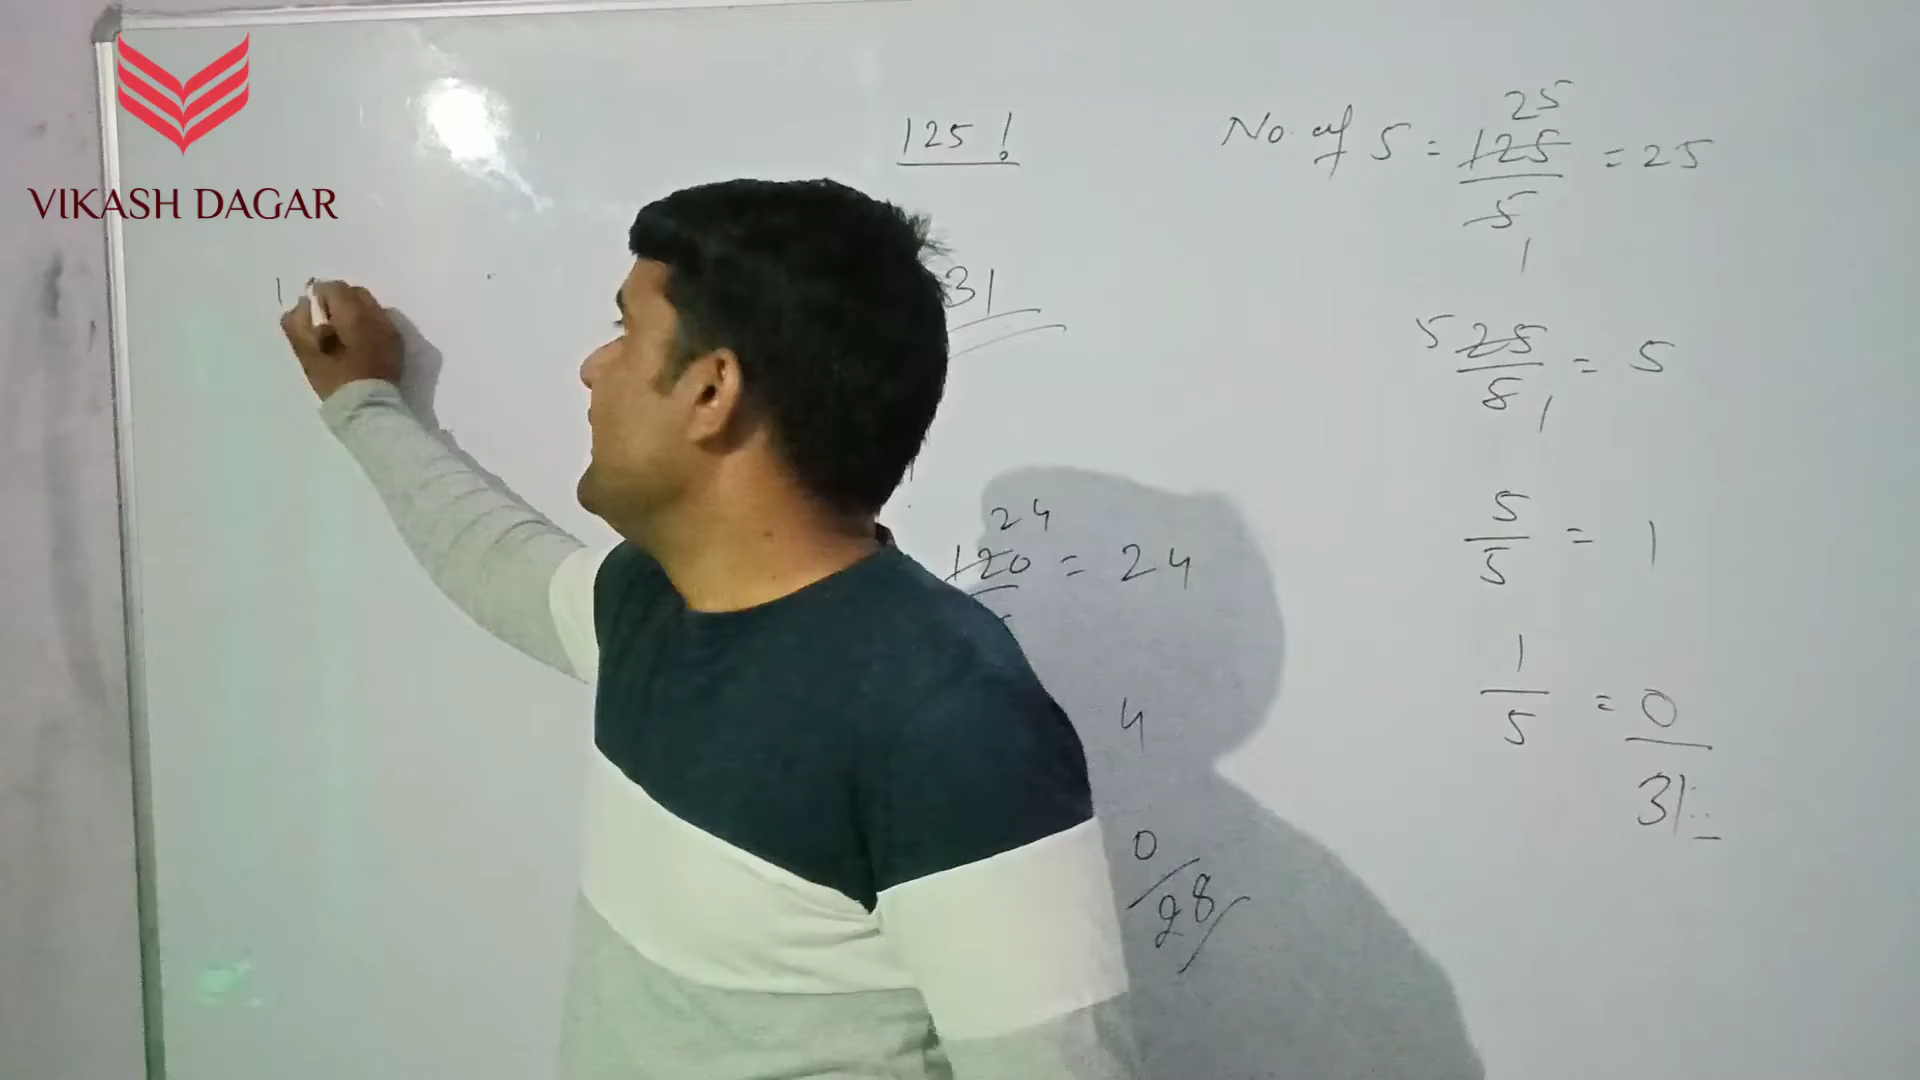 VIKASH DAGAR
125!
31
24
120 = 24
4
0
28
25
No. of 5 = 125 = 25
5
1
5 25 = 5
5 1
5 = 1
5
1 = 0
5
31